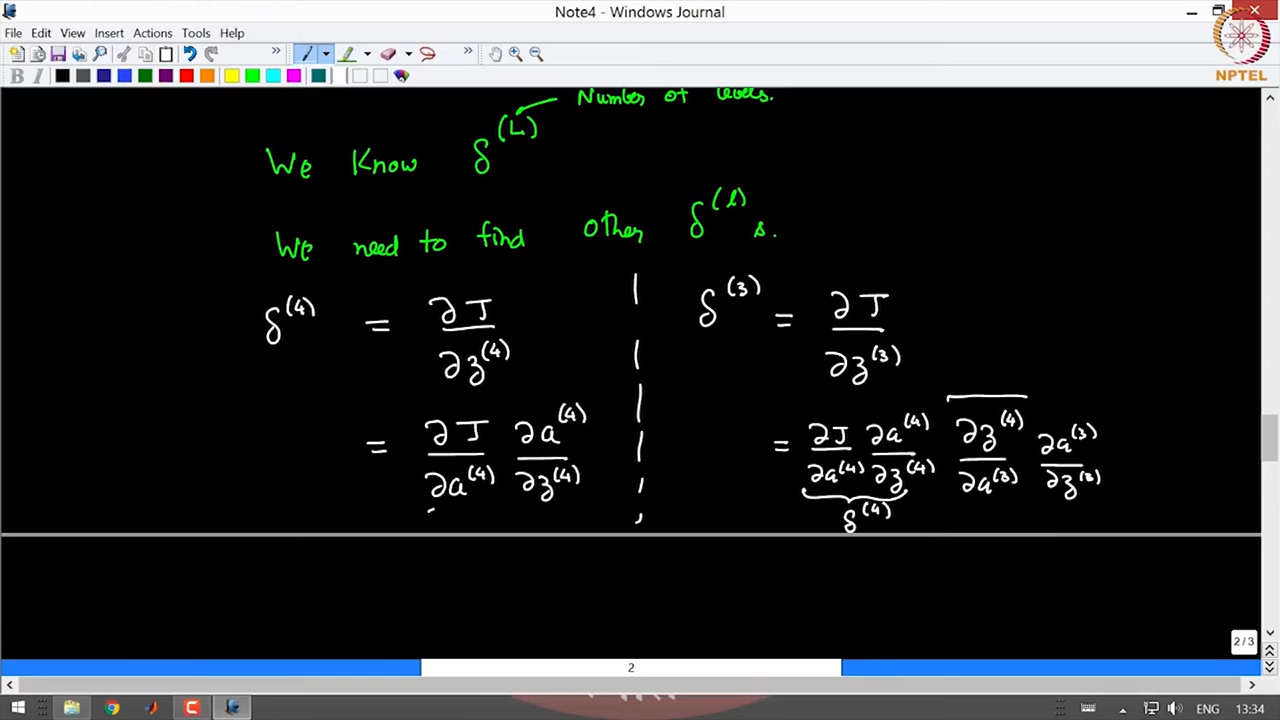 Note4 - Windows Journal
File Edit View Insert Actions Tools Help
NPTEL
Number of levels.
We Know δ^(L)
We need to find other δ^(l) s.
δ^(4) = ∂J/∂z^(4)
= ∂J/∂a^(4) ∂a^(4)/∂z^(4)
δ^(3) = ∂J/∂z^(3)
= ∂J/∂a^(4) ∂a^(4)/∂z^(4) ∂z^(4)/∂a^(3) ∂a^(3)/∂z^(3)
δ^(4)
2/3
2
ENG 13:34